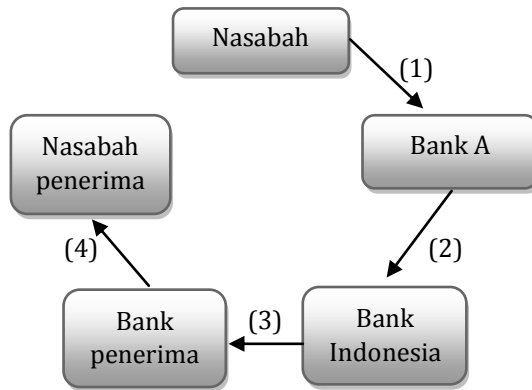 Nasabah
(1)
Bank A
(2)
Bank
Indonesia
(3)
Bank
penerima
(4)
Nasabah
penerima